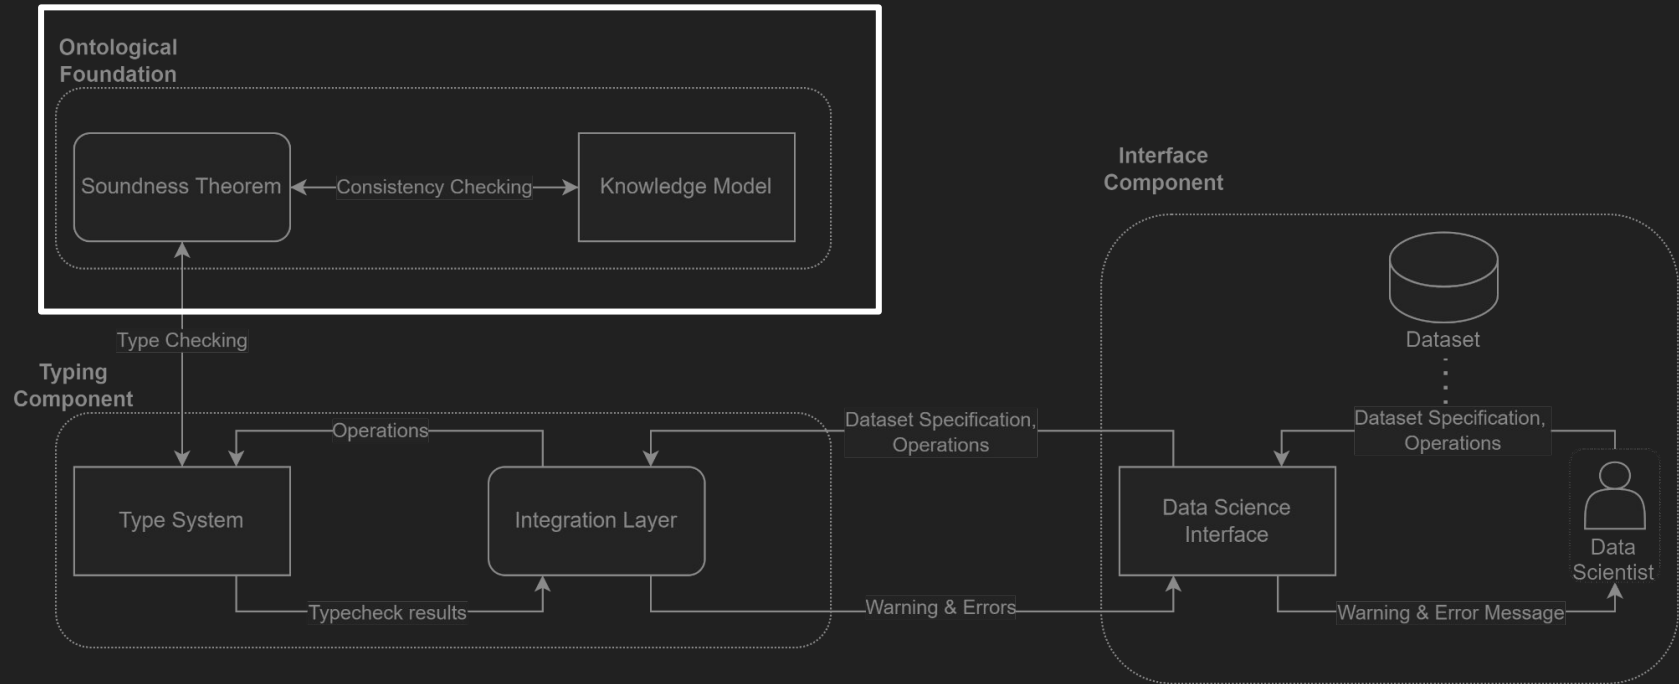 Ontological
Foundation
Soundness Theorem
Consistency Checking
Knowledge Model
Interface
Component
Dataset
Type Checking
Typing
Component
Operations
Dataset Specification,
Operations
Dataset Specification,
Operations
Type System
Integration Layer
Data Science
Interface
Data
Scientist
Typecheck results
Warning & Errors
Warning & Error Message